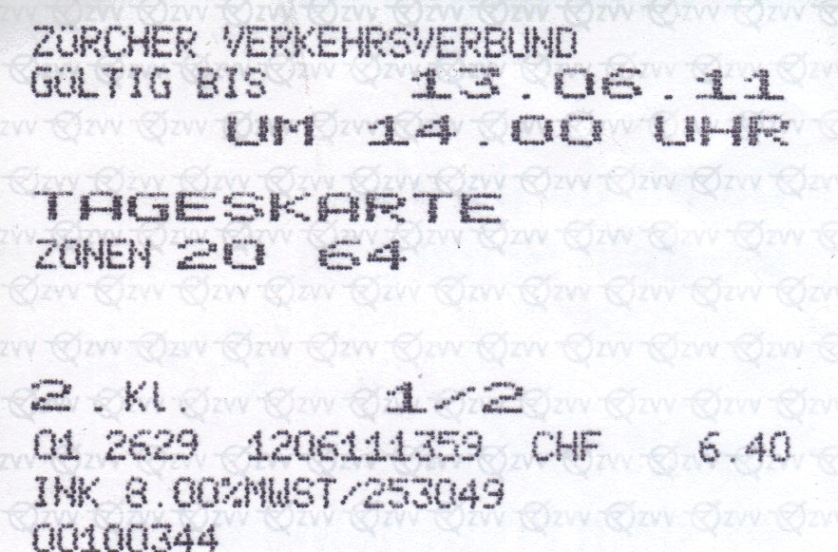 ZÜRCHER VERKEHRSVERBUND
GÜLTIG BIS 13.06.11
UM 14.00 UHR
TAGESKARTE
ZONEN 20 64
2. Kl. 1/2
01 2629 1206111359 CHF 6.40
INK 8.00%MWST/253049
00100344